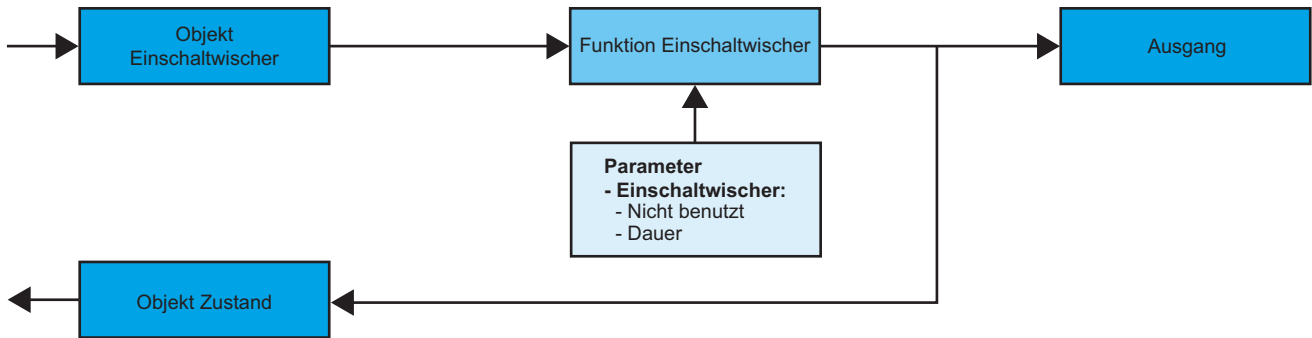 Objekt
Einschaltwischer
Funktion Einschaltwischer
Ausgang
Parameter
- Einschaltwischer:
- Nicht benutzt
- Dauer
Objekt Zustand